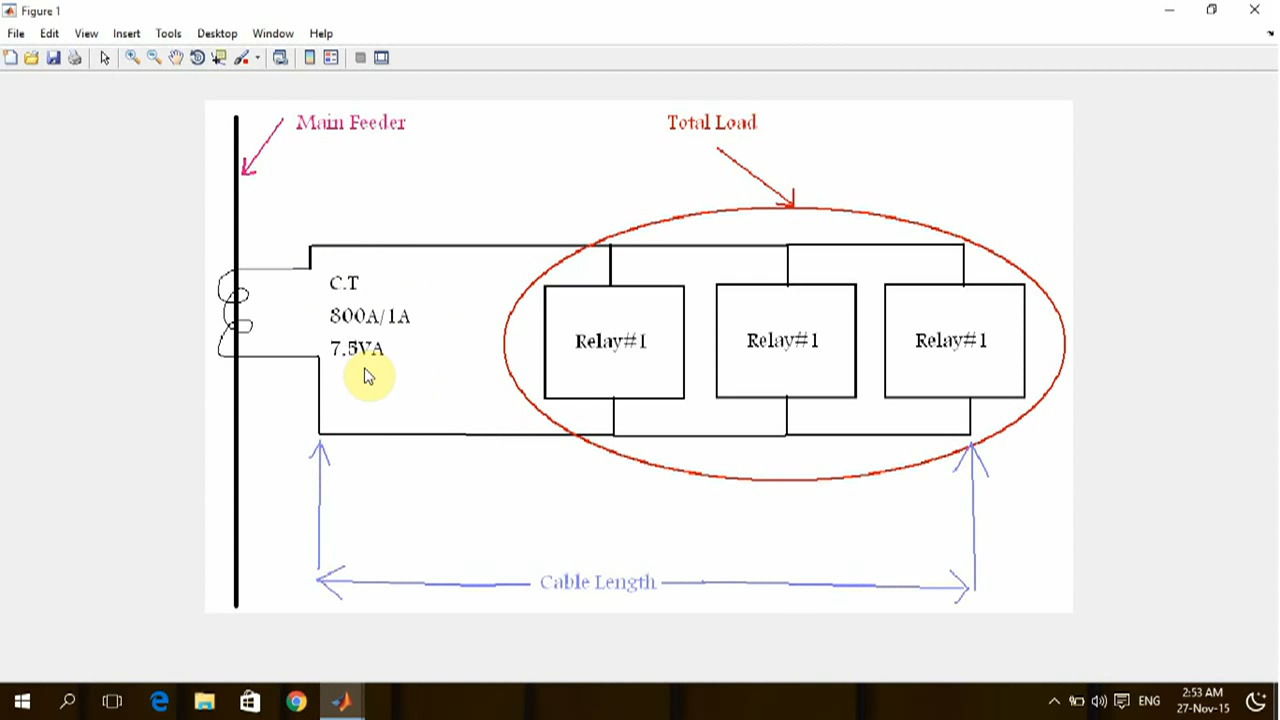 Figure 1
File Edit View Insert Tools Desktop Window Help
Main Feeder
Total Load
C.T
800A/1A
7.5VA
Relay#1
Relay#1
Relay#1
Cable Length
ENG
2:53 AM
27-Nov-15